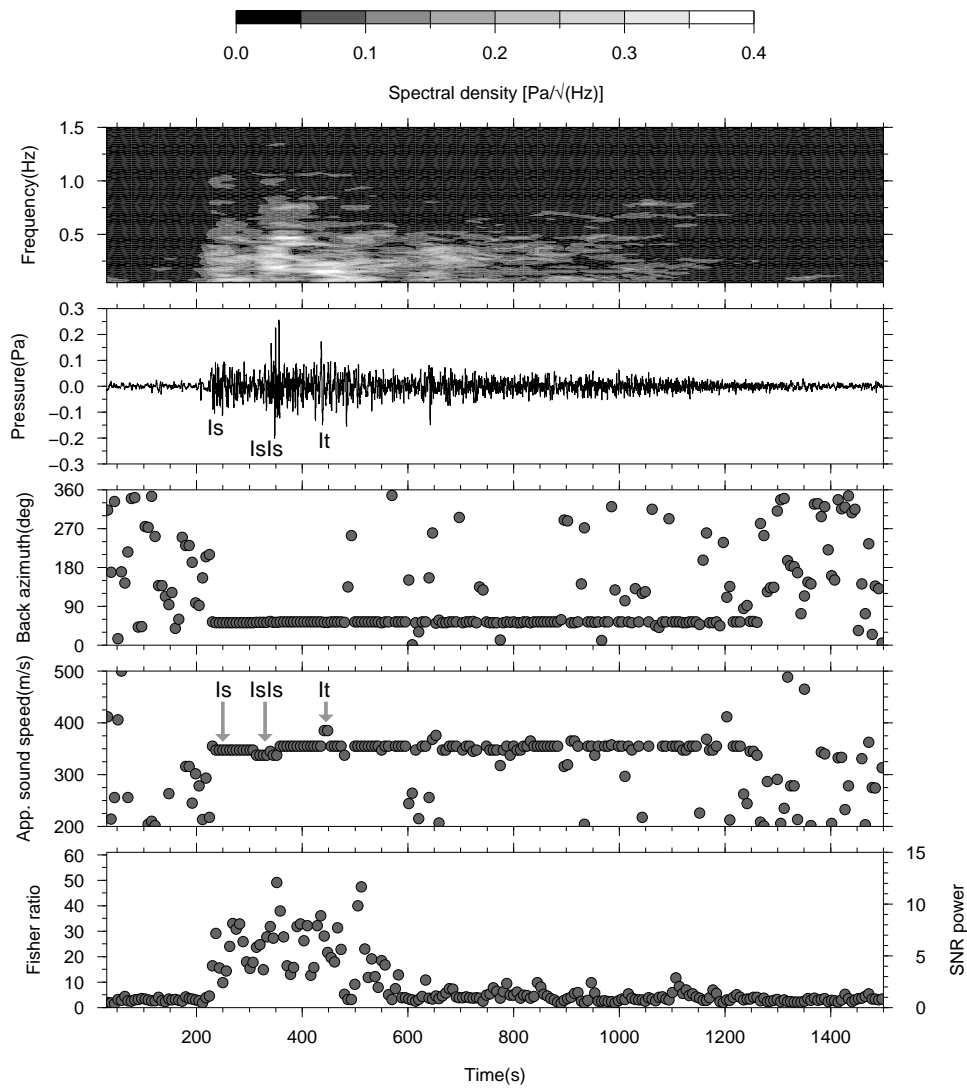 0.0 0.1 0.2 0.3 0.4
Spectral density [Pa/√(Hz)]
1.5
1.0
0.5
Frequency(Hz)
0.3
0.2
0.1
0.0
−0.1
−0.2
−0.3
Pressure(Pa)
Is
IsIs
It
360
270
180
90
0
Back azimuth(deg)
500
400
300
200
App. sound speed(m/s)
Is IsIs It
60
50
40
30
20
10
0
Fisher ratio
15
10
5
0
SNR power
200 400 600 800 1000 1200 1400
Time(s)